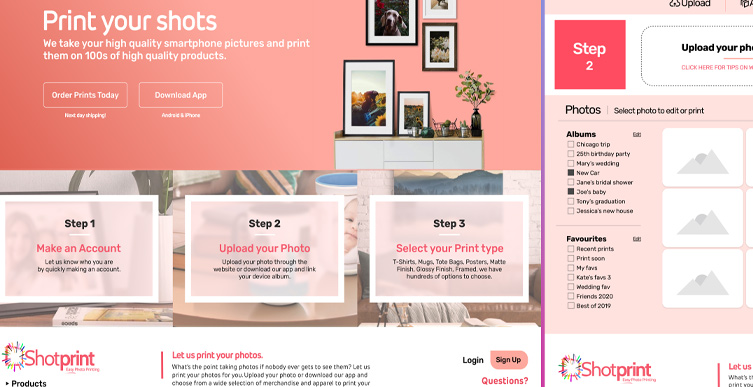 Print your shots
We take your high quality smartphone pictures and print
them on 100s of high quality products.
Order Prints Today
Download App
Next day shipping!
Android & iPhone
Step 1
Make an Account
Let us know who you are
by quickly making an account.
Step 2
Upload your Photo
Upload your photo through the
website or download our app and link
your device album.
Step 3
Select your Print type
T-Shirts, Mugs, Tote Bags, Posters, Matte
Finish, Glossy Finish, Framed, we have
hundreds of options to choose.
Shotprint
Easy Photo Printing
Products
Let us print your photos.
What's the point taking photos if nobody ever gets to see them? Let us
print your photos for you. Upload your photo or download our app and
choose from a wide selection of merchandise and apparel to print your
Login
Sign Up
Questions?
Upload
Step
2
Upload your pho
CLICK HERE FOR TIPS ON
Photos
Select photo to edit or print
Albums
Edit
Chicago trip
25th birthday party
Mary's wedding
New Car
Jane's bridal shower
Joe's baby
Tony's graduation
Jessica's new house
Favourites
Edit
Recent prints
Print soon
My favs
Kate's favs 3
Wedding fav
Friends 2020
Best of 2019
Shotprint
Easy Photo Printing
Let us
What's th
print you